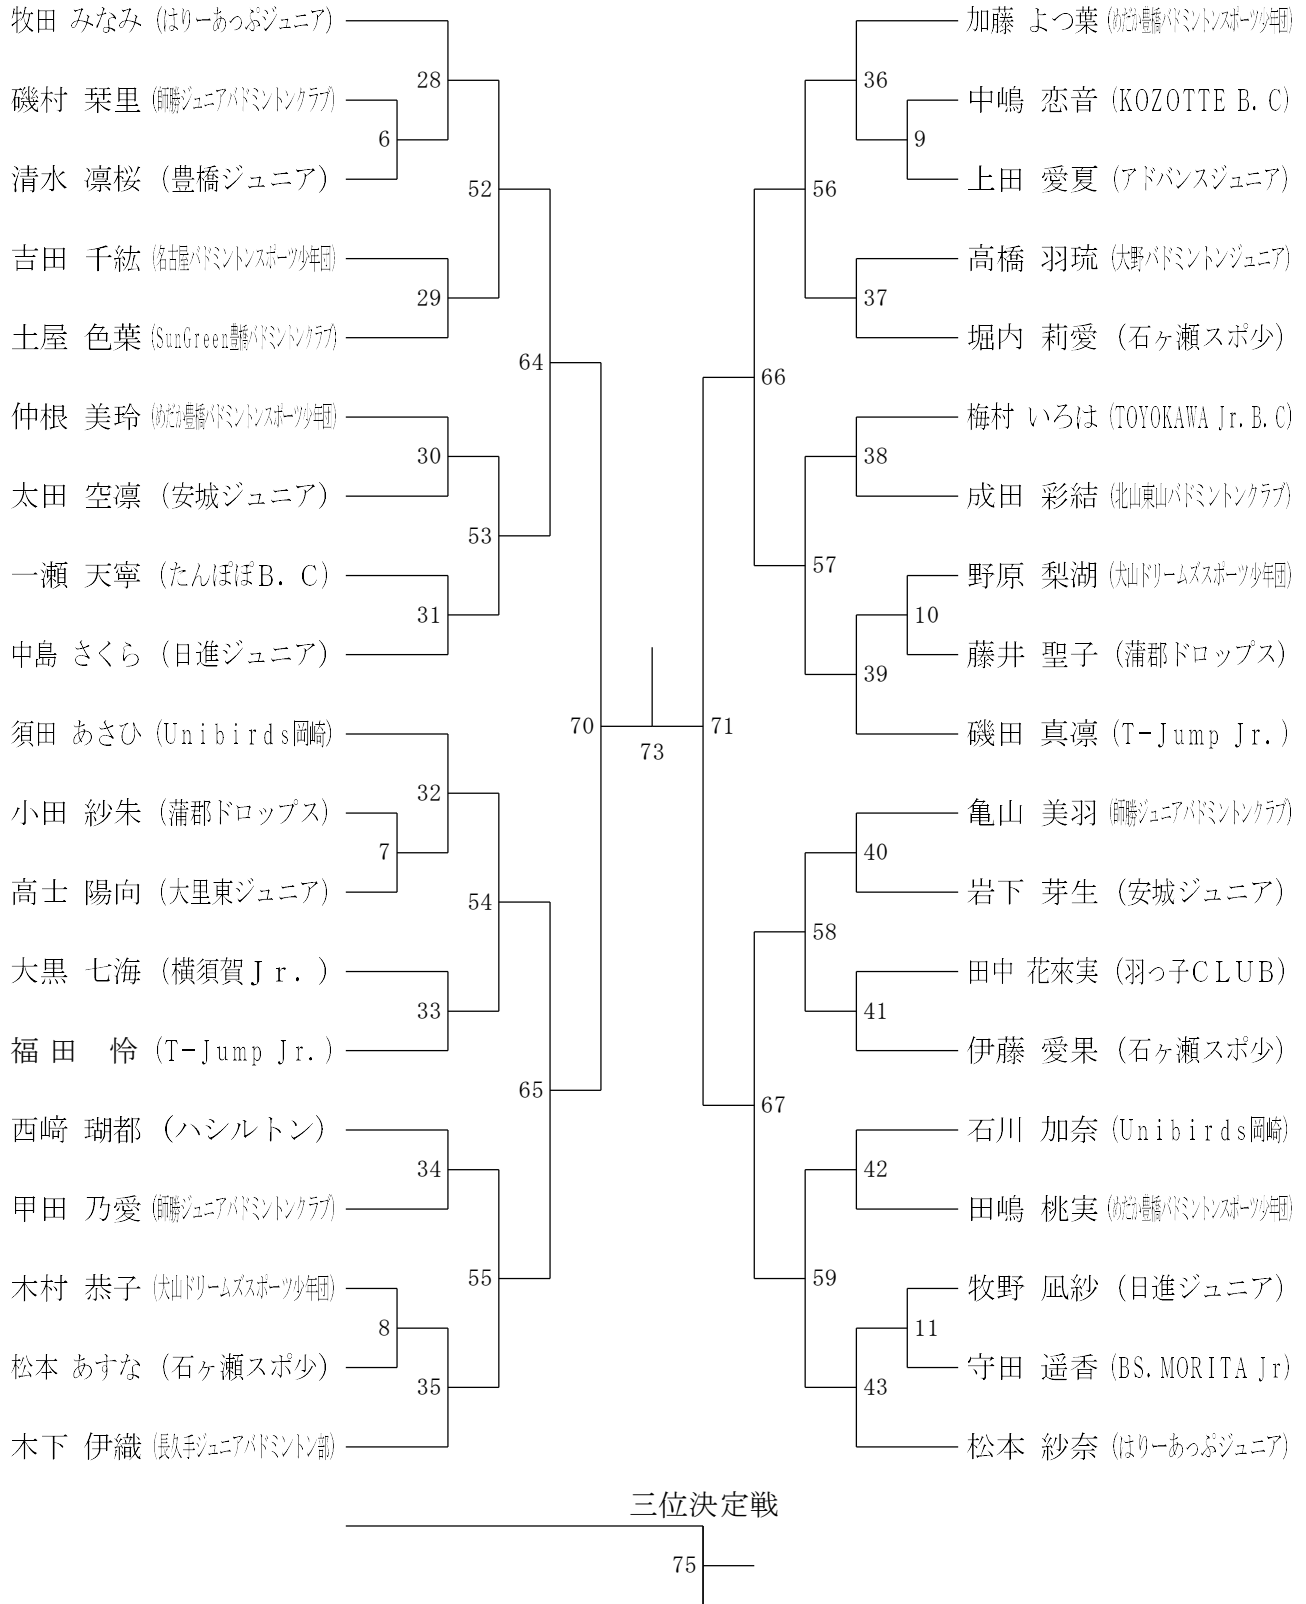 牧田 みなみ (はりーあっぷジュニア)
28
磯村 栞里 (師勝ジュニアバドミントンクラブ)
6
清水 凛桜 (豊橋ジュニア)
52
吉田 千紘 (名古屋バドミントンスポーツ少年団)
29
土屋 色葉 (SunGreen豊橋バドミントンクラブ)
64
仲根 美玲 (めだか豊橋バドミントンスポーツ少年団)
30
太田 空凛 (安城ジュニア)
53
一瀬 天寧 (たんぽぽB. C)
31
中島 さくら (日進ジュニア)
70
須田 あさひ (Unibirds岡崎)
32
小田 紗朱 (蒲郡ドロップス)
7
高士 陽向 (大里東ジュニア)
54
大黒 七海 (横須賀Jr. )
33
福田 怜 (T-Jump Jr. )
65
西﨑 瑚都 (ハシルトン)
34
甲田 乃愛 (師勝ジュニアバドミントンクラブ)
55
木村 恭子 (犬山ドリームズスポーツ少年団)
8
松本 あすな (石ヶ瀬スポ少)
35
木下 伊織 (長久手ジュニアバドミントン部)
73
加藤 よつ葉 (めだか豊橋バドミントンスポーツ少年団)
36
中嶋 恋音 (KOZOTTE B. C)
9
上田 愛夏 (アドバンスジュニア)
56
高橋 羽琉 (大野バドミントンジュニア)
37
堀内 莉愛 (石ヶ瀬スポ少)
66
梅村 いろは (TOYOKAWA Jr. B. C)
38
成田 彩結 (北山東山バドミントンクラブ)
57
野原 梨湖 (犬山ドリームズスポーツ少年団)
10
藤井 聖子 (蒲郡ドロップス)
39
磯田 真凛 (T-Jump Jr. )
71
亀山 美羽 (師勝ジュニアバドミントンクラブ)
40
岩下 芽生 (安城ジュニア)
58
田中 花來実 (羽っ子CLUB)
41
伊藤 愛果 (石ヶ瀬スポ少)
67
石川 加奈 (Unibirds岡崎)
42
田嶋 桃実 (めだか豊橋バドミントンスポーツ少年団)
59
牧野 凪紗 (日進ジュニア)
11
守田 遥香 (BS. MORITA Jr)
43
松本 紗奈 (はりーあっぷジュニア)
三位決定戦
75